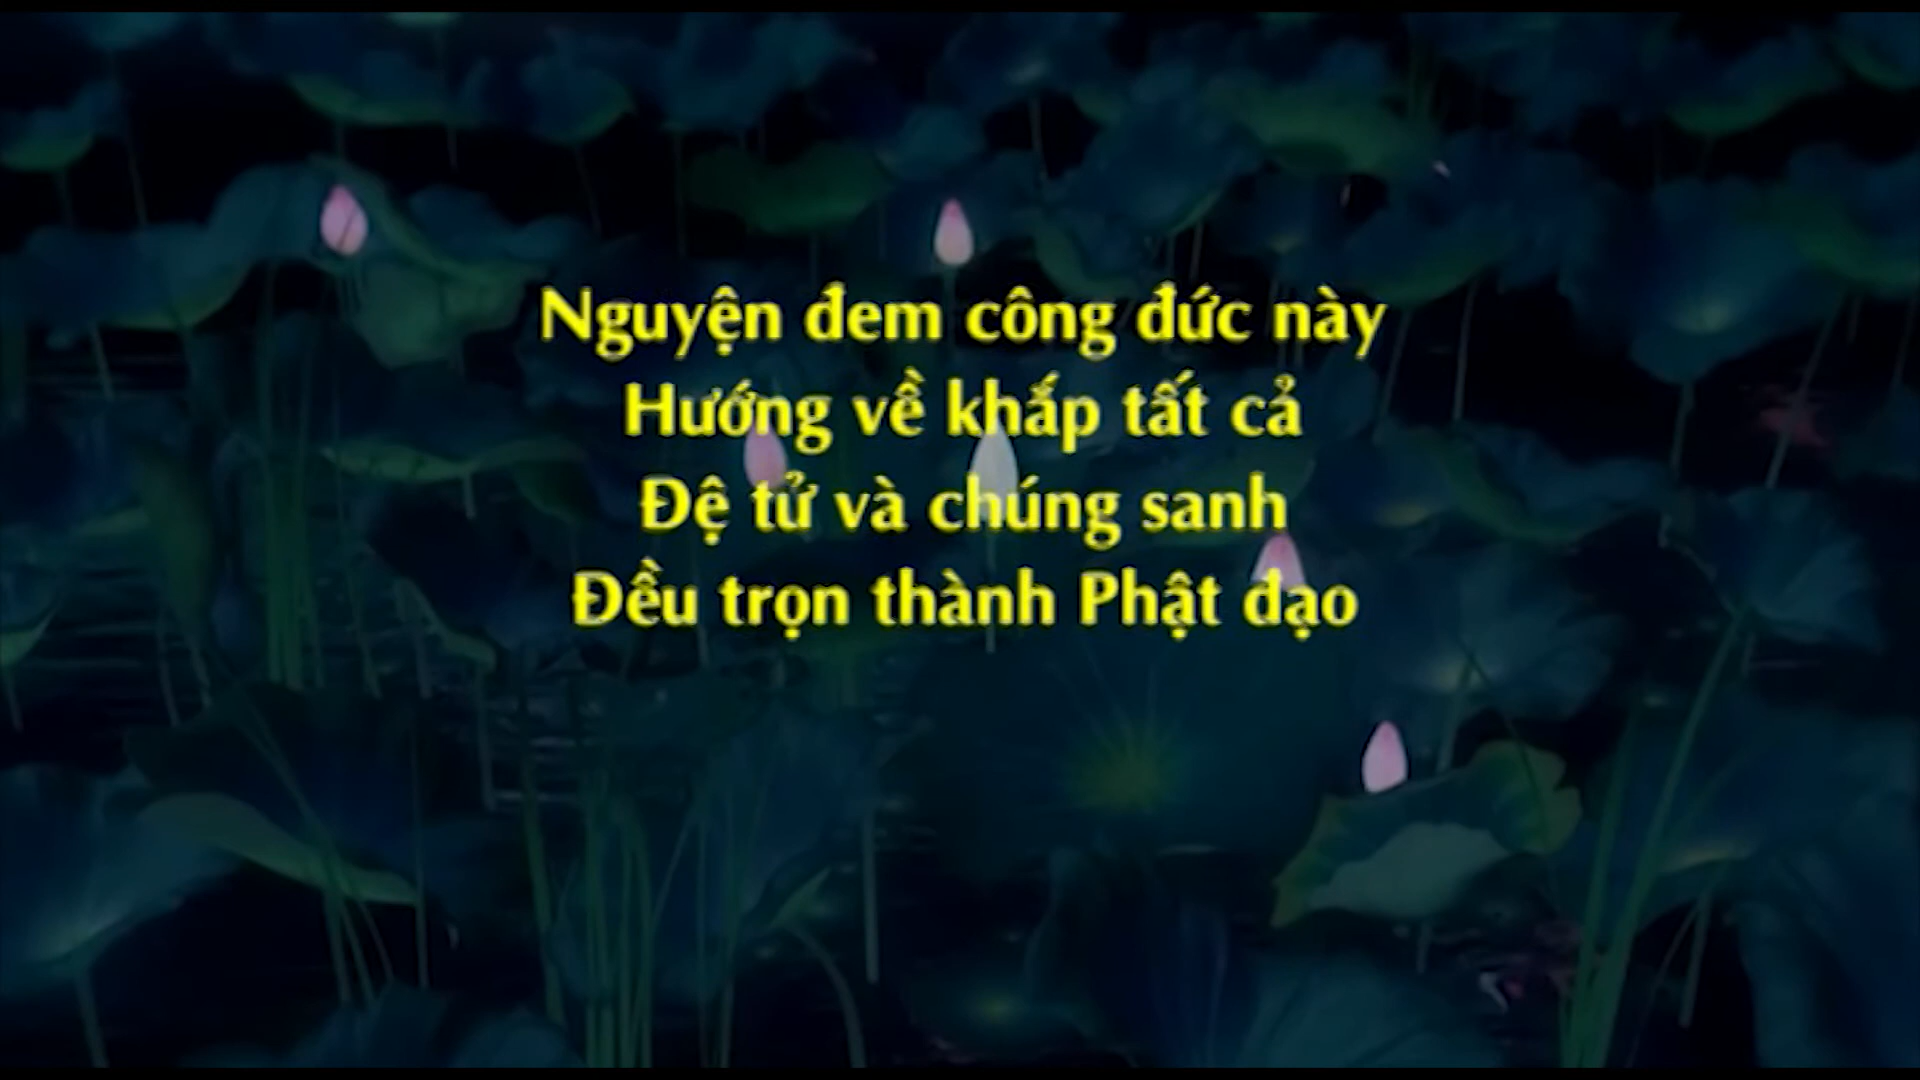 Nguyện đem công đức này
Hướng về khắp tất cả
Đệ tử và chúng sanh
Đều trọn thành Phật đạo